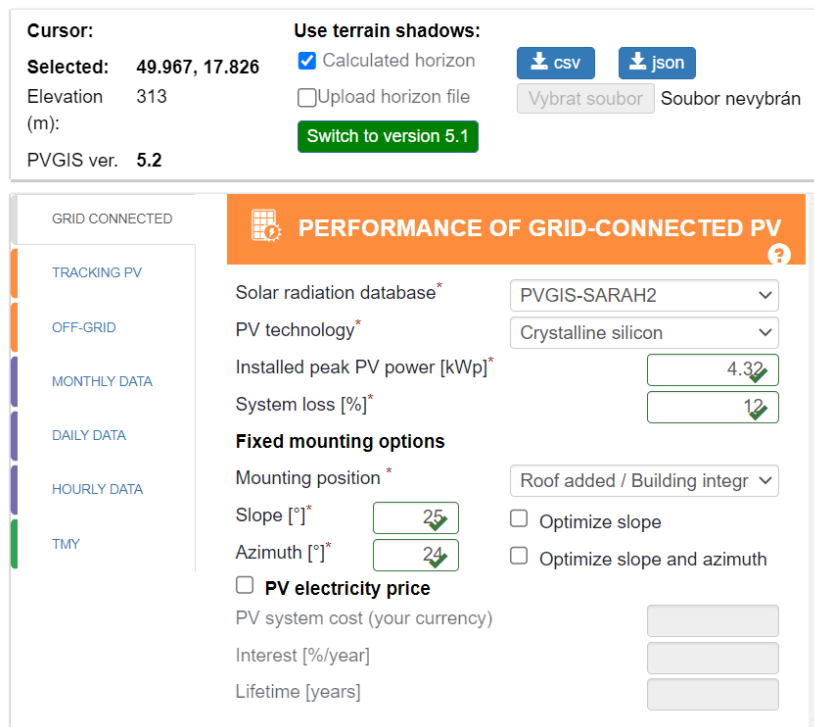 Cursor:
Use terrain shadows:
Selected: 49.967, 17.826
Calculated horizon
csv
json
Elevation 313
(m):
Upload horizon file
Vybrat soubor Soubor nevybrán
Switch to version 5.1
PVGIS ver. 5.2
GRID CONNECTED
TRACKING PV
OFF-GRID
MONTHLY DATA
DAILY DATA
HOURLY DATA
TMY
PERFORMANCE OF GRID-CONNECTED PV
?
Solar radiation database* PVGIS-SARAH2
PV technology* Crystalline silicon
Installed peak PV power [kWp]* 4.32
System loss [%]* 12
Fixed mounting options
Mounting position * Roof added / Building integr
Slope [°]* 25 Optimize slope
Azimuth [°]* 24 Optimize slope and azimuth
PV electricity price
PV system cost (your currency)
Interest [%/year]
Lifetime [years]